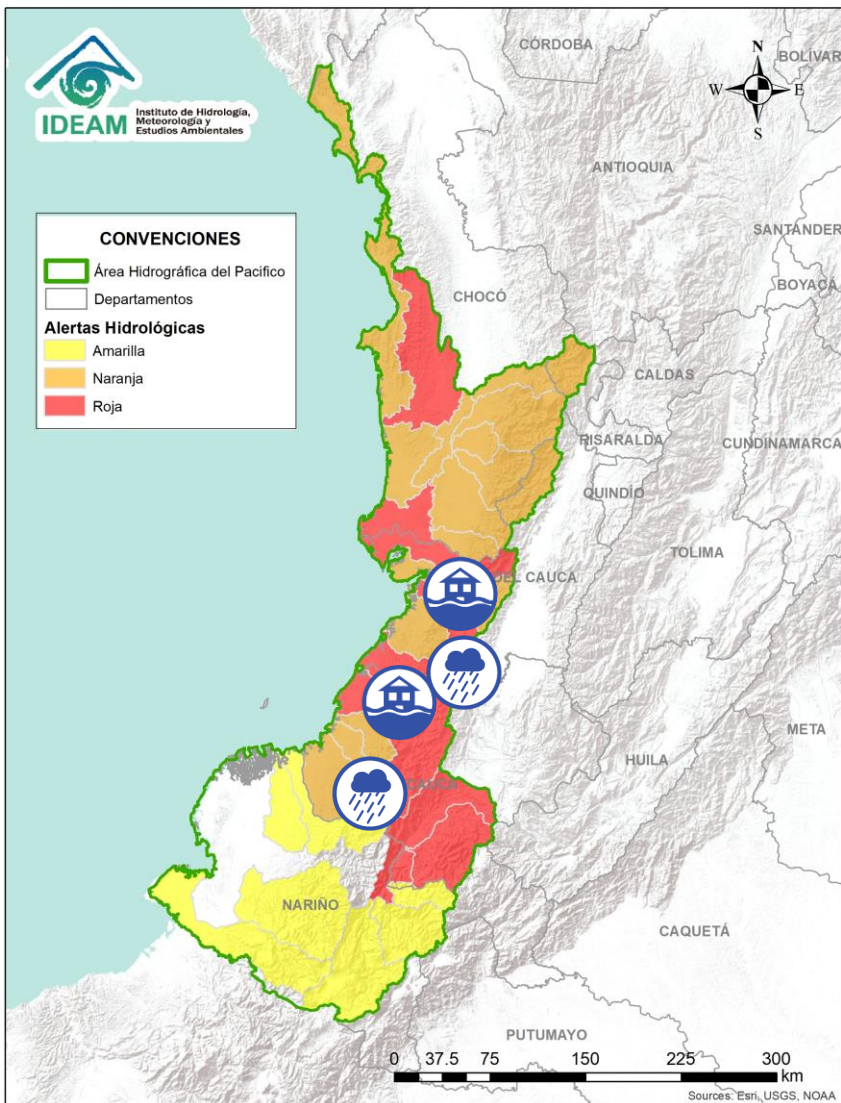 IDEAM
Instituto de Hidrología,
Meteorología y
Estudios Ambientales
CÓRDOBA
BOLÍVAR
N
W
E
S
ANTIOQUIA
SANTANDER
BOYACÁ
CHOCÓ
CONVENCIONES
Área Hidrográfica del Pacifico
Departamentos
Alertas Hidrológicas
Amarilla
Naranja
Roja
CALDAS
RISARALDA
CUNDINAMARCA
QUINDÍO
TOLIMA
DEL CAUCA
META
HUILA
CAUCA
NARIÑO
CAQUETÁ
PUTUMAYO
0 37.5 75 150 225 300
km
Sources: Esri, USGS, NOAA